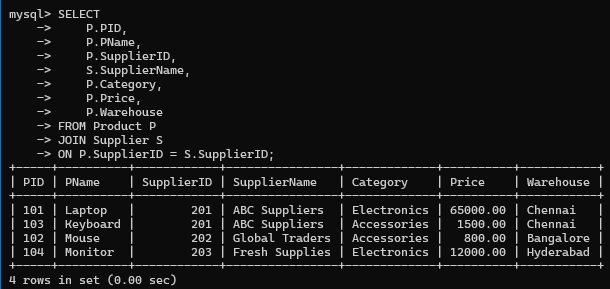 mysql> SELECT
    ->     P.PID,
    ->     P.PName,
    ->     P.SupplierID,
    ->     S.SupplierName,
    ->     P.Category,
    ->     P.Price,
    ->     P.Warehouse
    -> FROM Product P
    -> JOIN Supplier S
    -> ON P.SupplierID = S.SupplierID;
+-----+----------+------------+----------------+-------------+----------+-----------+
| PID | PName    | SupplierID | SupplierName   | Category    | Price    | Warehouse |
+-----+----------+------------+----------------+-------------+----------+-----------+
| 101 | Laptop   |        201 | ABC Suppliers  | Electronics | 65000.00 | Chennai   |
| 103 | Keyboard |        201 | ABC Suppliers  | Accessories |  1500.00 | Chennai   |
| 102 | Mouse    |        202 | Global Traders | Accessories |   800.00 | Bangalore |
| 104 | Monitor  |        203 | Fresh Supplies | Electronics | 12000.00 | Hyderabad |
+-----+----------+------------+----------------+-------------+----------+-----------+
4 rows in set (0.00 sec)